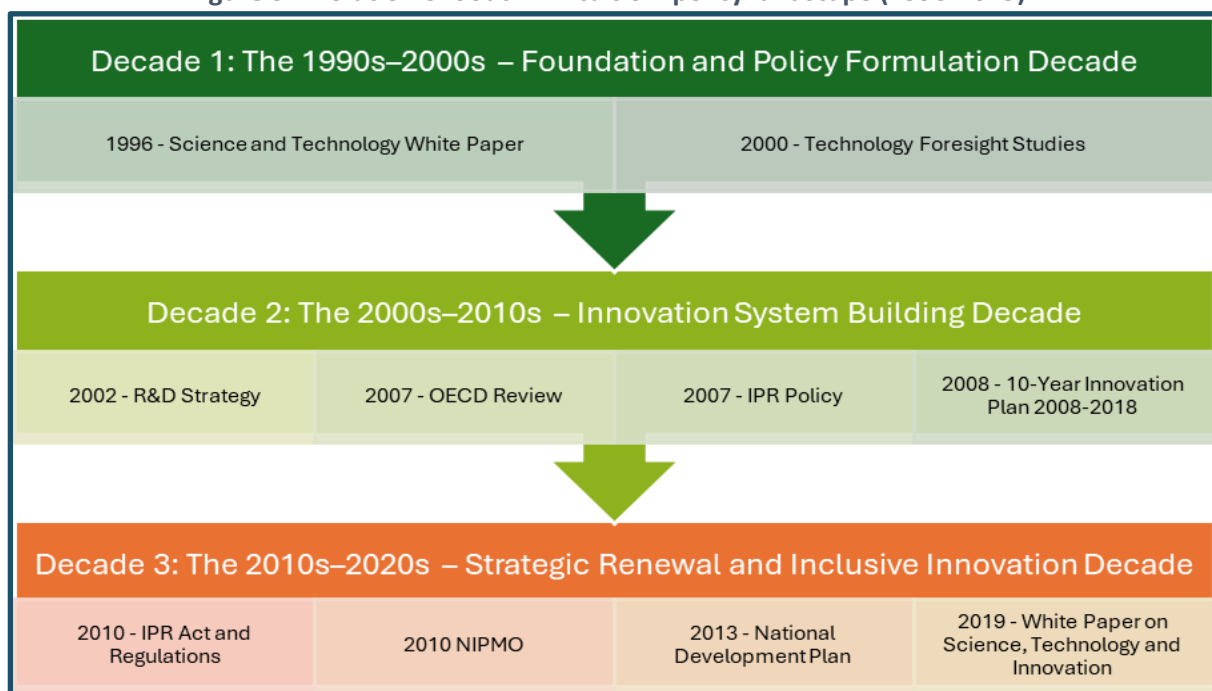 Decade 1: The 1990s–2000s – Foundation and Policy Formulation Decade
1996 - Science and Technology White Paper
2000 - Technology Foresight Studies
Decade 2: The 2000s–2010s – Innovation System Building Decade
2002 - R&D Strategy
2007 - OECD Review
2007 - IPR Policy
2008 - 10-Year Innovation
Plan 2008-2018
Decade 3: The 2010s–2020s – Strategic Renewal and Inclusive Innovation Decade
2010 - IPR Act and
Regulations
2010 NIPMO
2013 - National
Development Plan
2019 - White Paper on
Science, Technology and
Innovation